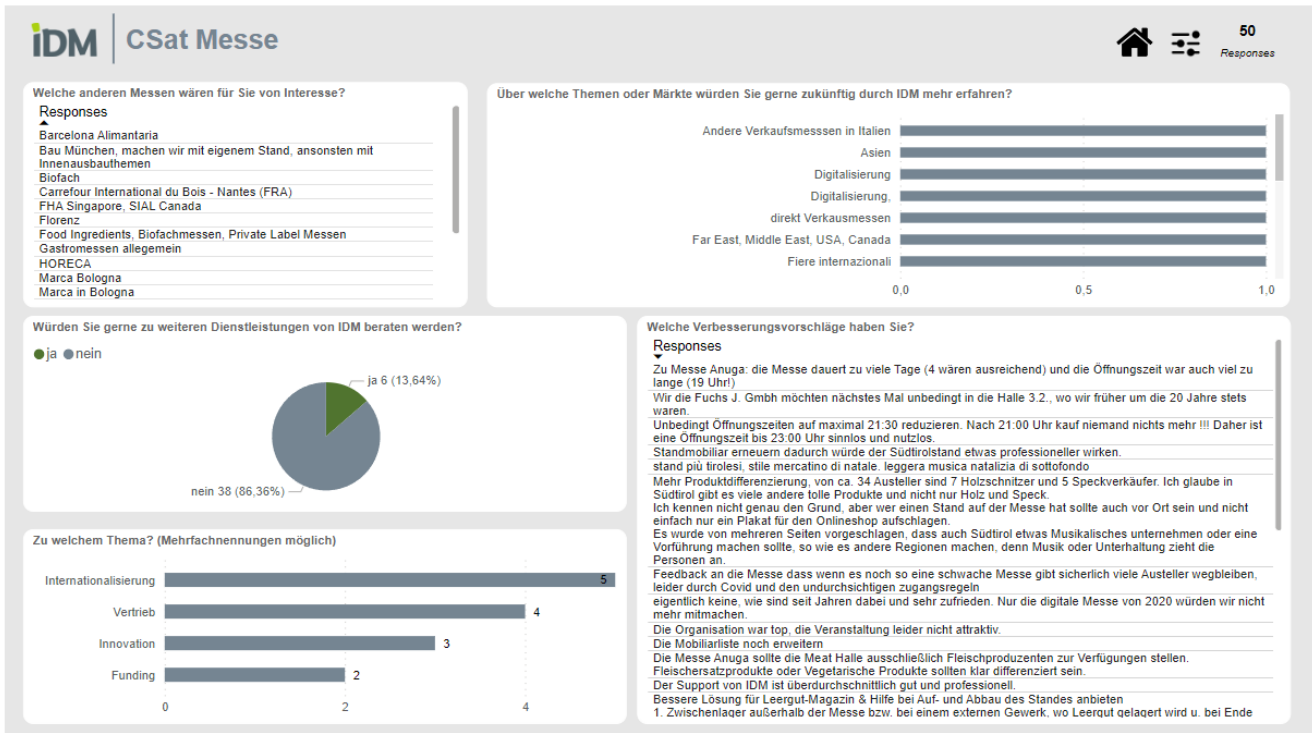 iDM
CSat Messe
50
Responses
Welche anderen Messen wären für Sie von Interesse?
Responses
Barcelona Alimantaria
Bau München, machen wir mit eigenem Stand, ansonsten mit
Innenausbauthemen
Biofach
Carrefour International du Bois - Nantes (FRA)
FHA Singapore, SIAL Canada
Florenz
Food Ingredients, Biofachmessen, Private Label Messen
Gastromessen allegemein
HORECA
Marca Bologna
Marca in Bologna
Über welche Themen oder Märkte würden Sie gerne zukünftig durch IDM mehr erfahren?
Andere Verkaufsmesssen in Italien
Asien
Digitalisierung
Digitalisierung,
direkt Verkausmessen
Far East, Middle East, USA, Canada
Fiere internazionali
0,0 0,5 1,0
Würden Sie gerne zu weiteren Dienstleistungen von IDM beraten werden?
ja nein
ja 6 (13,64%)
nein 38 (86,36%)
Zu welchem Thema? (Mehrfachnennungen möglich)
Internationalisierung 5
Vertrieb 4
Innovation 3
Funding 2
0 2 4
Welche Verbesserungsvorschläge haben Sie?
Responses
Zu Messe Anuga: die Messe dauert zu viele Tage (4 wären ausreichend) und die Öffnungszeit war auch viel zu
lange (19 Uhr!)
Wir die Fuchs J. Gmbh möchten nächstes Mal unbedingt in die Halle 3.2., wo wir früher um die 20 Jahre stets
waren.
Unbedingt Öffnungszeiten auf maximal 21:30 reduzieren. Nach 21:00 Uhr kauf niemand nichts mehr !!! Daher ist
eine Öffnungszeit bis 23:00 Uhr sinnlos und nutzlos.
Standmobiliar erneuern dadurch würde der Südtirolstand etwas professioneller wirken.
stand più tirolesi, stile mercatino di natale. leggera musica natalizia di sottofondo
Mehr Produktdifferenzierung, von ca. 34 Austeller sind 7 Holzschnitzer und 5 Speckverkäufer. Ich glaube in
Südtirol gibt es viele andere tolle Produkte und nicht nur Holz und Speck.
Ich kennen nicht genau den Grund, aber wer einen Stand auf der Messe hat sollte auch vor Ort sein und nicht
einfach nur ein Plakat für den Onlineshop aufschlagen.
Es wurde von mehreren Seiten vorgeschlagen, dass auch Südtirol etwas Musikalisches unternehmen oder eine
Vorführung machen sollte, so wie es andere Regionen machen, denn Musik oder Unterhaltung zieht die
Personen an.
Feedback an die Messe dass wenn es noch so eine schwache Messe gibt sicherlich viele Austeller wegbleiben,
leider durch Covid und den undurchsichtigen zugangsregeln
eigentlich keine, wie sind seit Jahren dabei und sehr zufrieden. Nur die digitale Messe von 2020 würden wir nicht
mehr mitmachen.
Die Organisation war top, die Veranstaltung leider nicht attraktiv.
Die Mobiliarliste noch erweitern
Die Messe Anuga sollte die Meat Halle ausschließlich Fleischproduzenten zur Verfügungen stellen.
Fleischersatzprodukte oder Vegetarische Produkte sollten klar differenziert sein.
Der Support von IDM ist überdurchschnittlich gut und professionell.
Bessere Lösung für Leergut-Magazin & Hilfe bei Auf- und Abbau des Standes anbieten
1. Zwischenlager außerhalb der Messe bzw. bei einem externen Gewerk, wo Leergut gelagert wird u. bei Ende